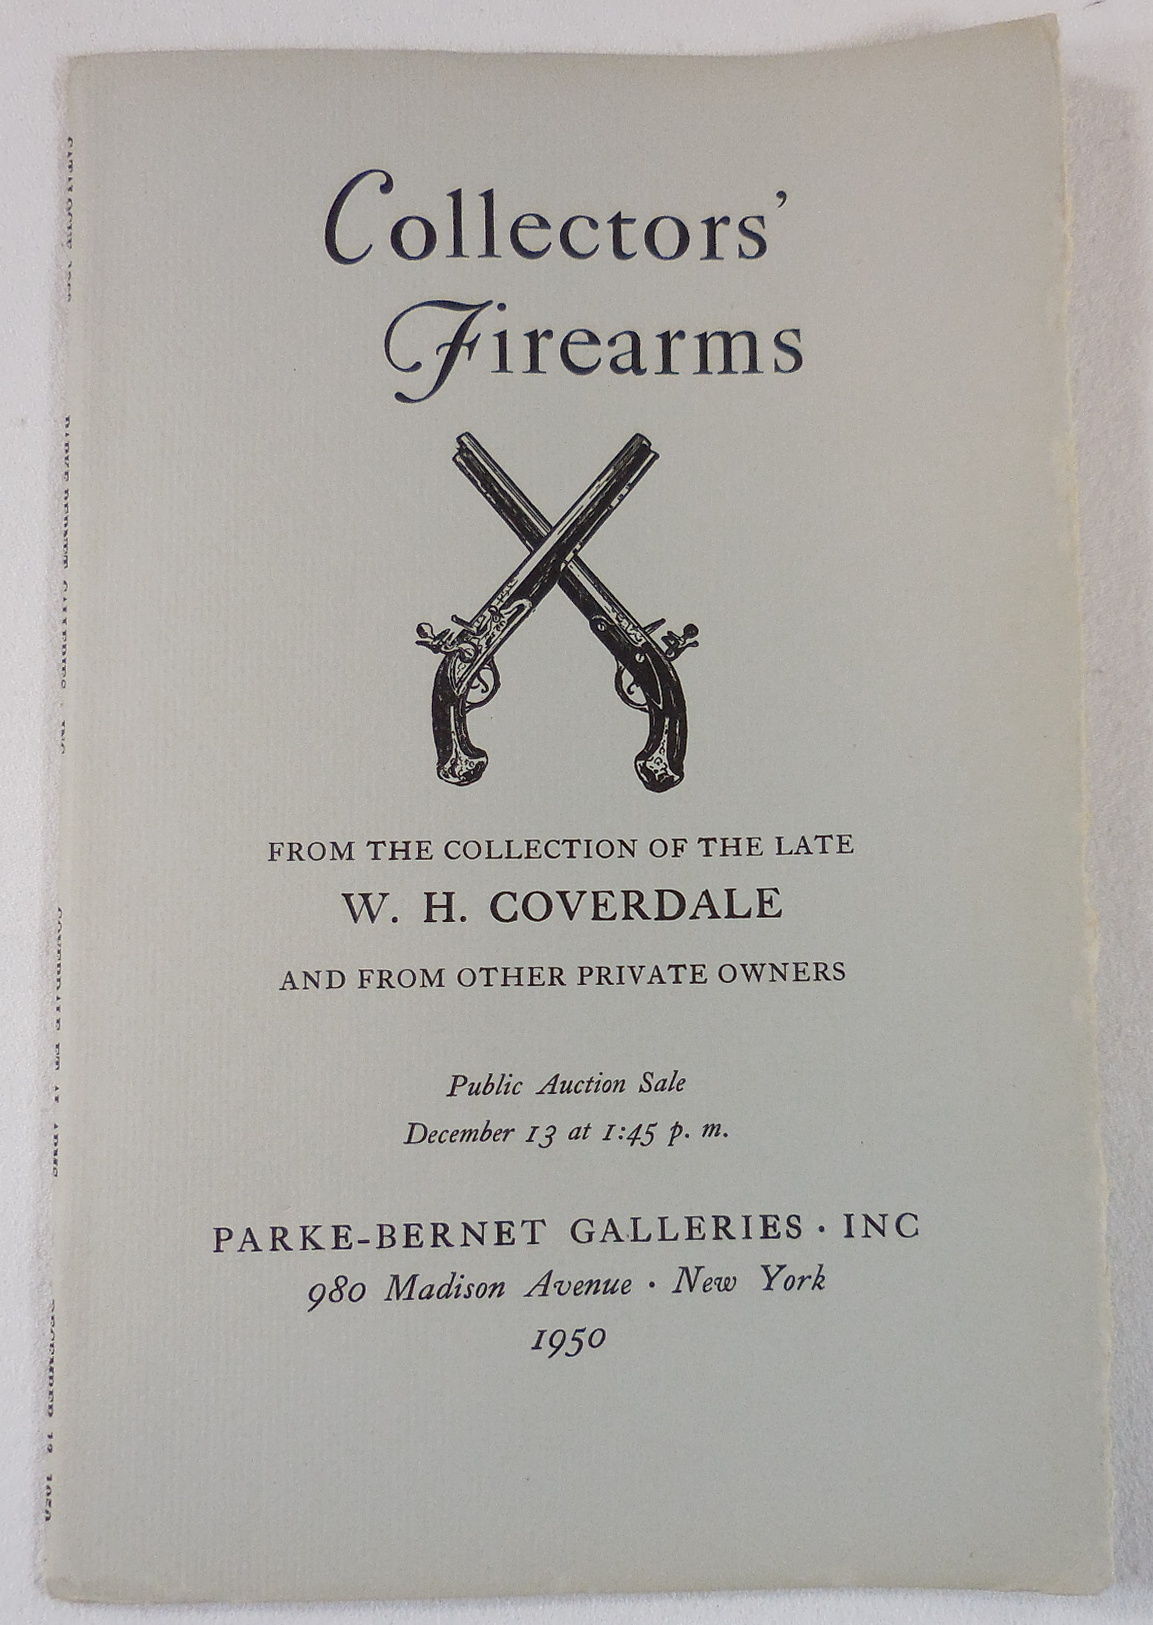 Collectors'
Firearms
FROM THE COLLECTION OF THE LATE
W. H. COVERDALE
AND FROM OTHER PRIVATE OWNERS
Public Auction Sale
December 13 at 1:45 p. m.
PARKE-BERNET GALLERIES · INC
980 Madison Avenue · New York
1950